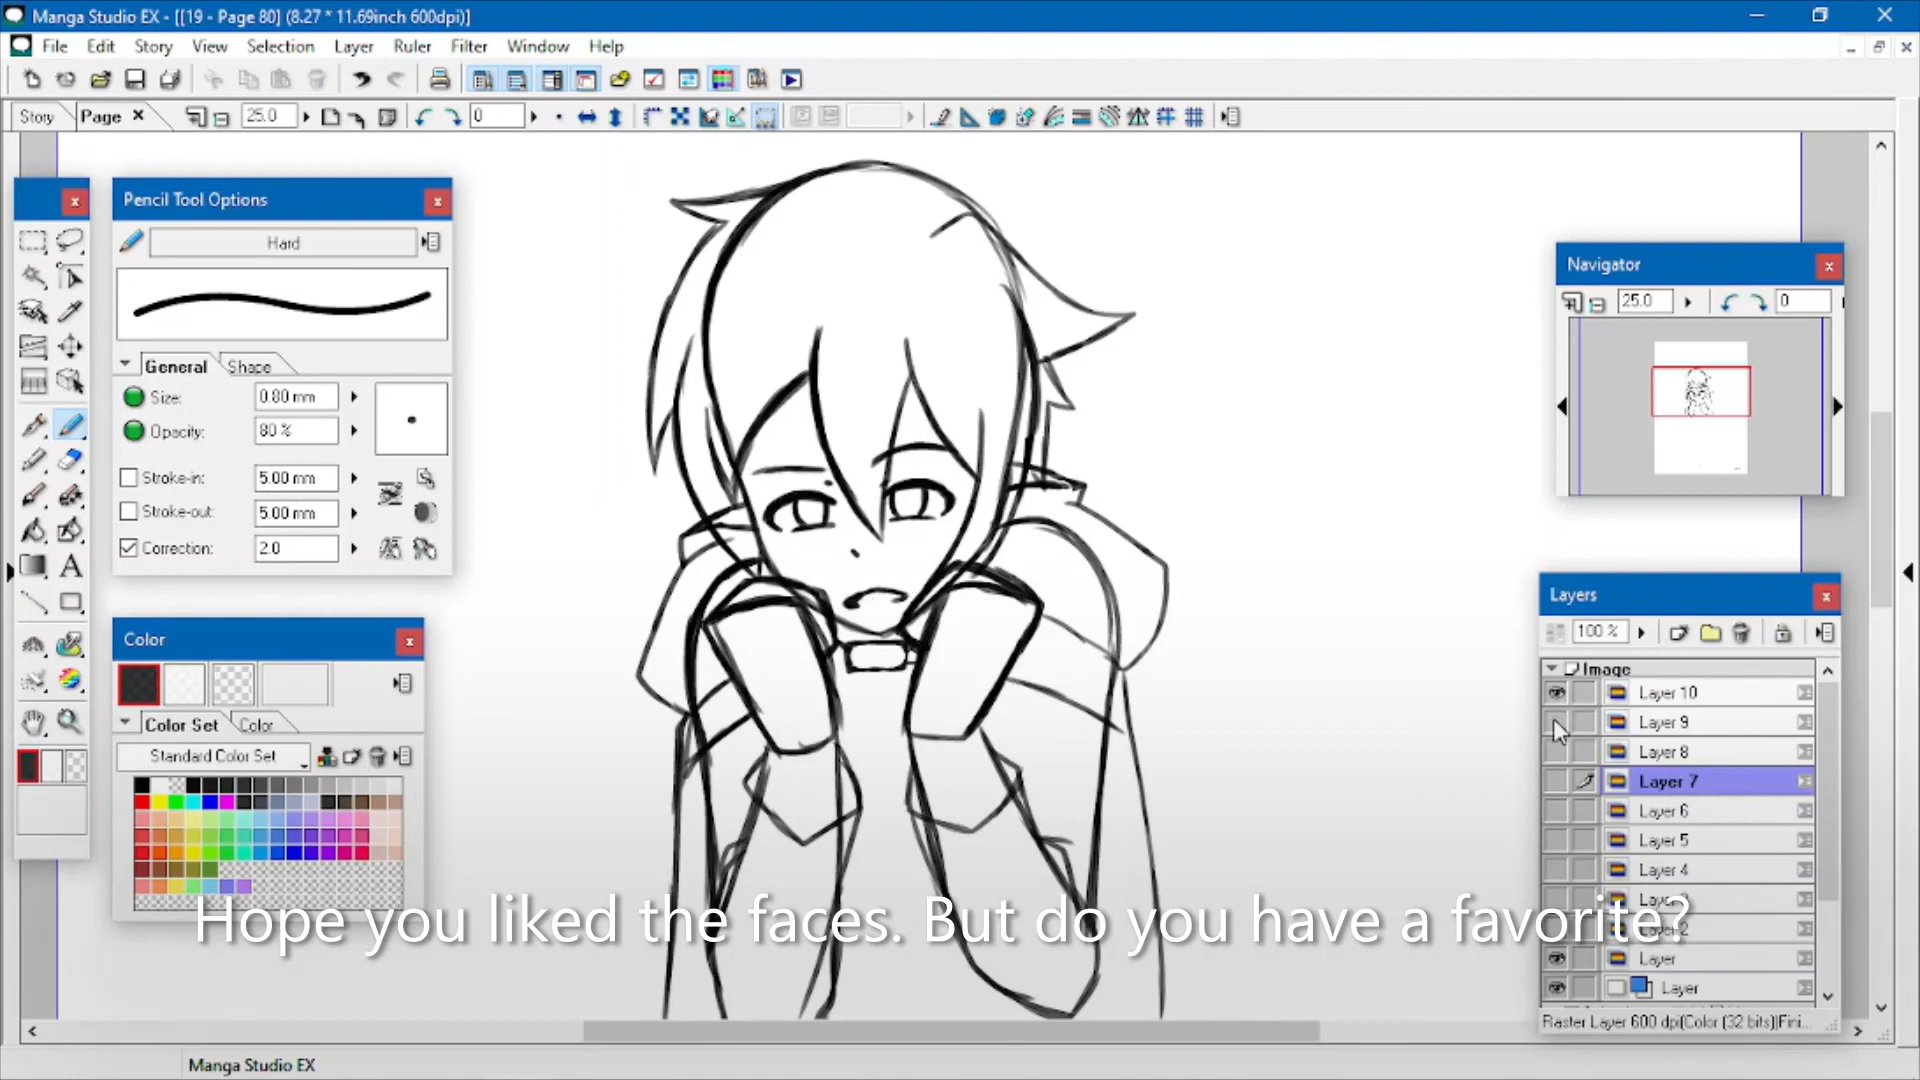 Manga Studio EX - [[19 - Page 80] (8.27 * 11.69inch 600dpi)]
File Edit Story View Selection Layer Ruler Filter Window Help
Story Page 25.0 0
Pencil Tool Options
Hard
General Shape
Size: 0.80 mm
Opacity: 80 %
Stroke-in: 5.00 mm
Stroke-out: 5.00 mm
Correction: 2.0
A
Color
Color Set Color
Standard Color Set
Navigator
25.0 0
Layers
100 %
Image
Layer 10
Layer 9
Layer 8
Layer 7
Layer 6
Layer 5
Layer 4
Layer
Layer
Raster Layer 600 dpi(Color (32 bits)|Fini...
Hope you liked the faces. But do you have a favorite?
Manga Studio EX